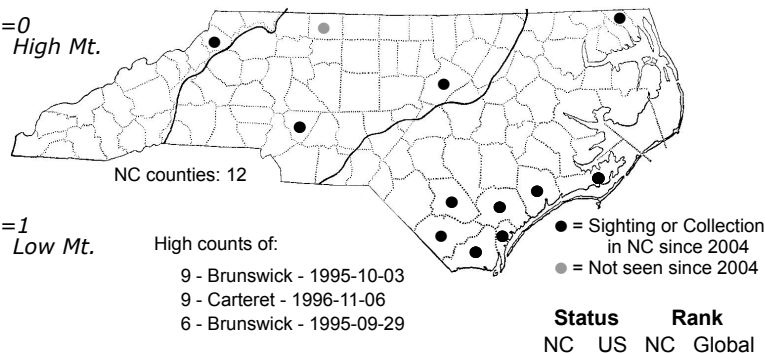 =0
High Mt.
NC counties: 12
=1
Low Mt.
High counts of:
9 - Brunswick - 1995-10-03
9 - Carteret - 1996-11-06
6 - Brunswick - 1995-09-29
= Sighting or Collection
in NC since 2004
= Not seen since 2004
Status Rank
NC US NC Global